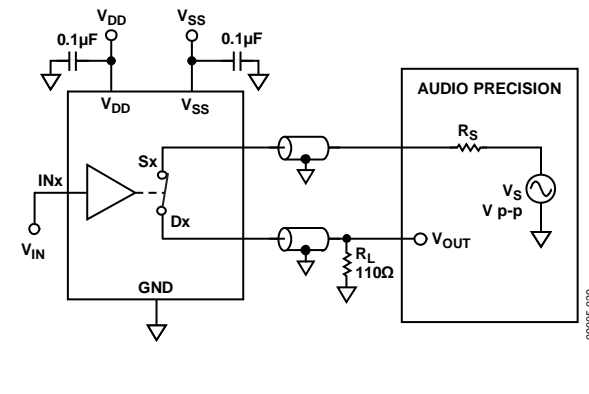 VDD
VSS
0.1µF
0.1µF
VDD
VSS
AUDIO PRECISION
RS
Sx
INx
VS
V p-p
Dx
VIN
VOUT
RL
110Ω
GND